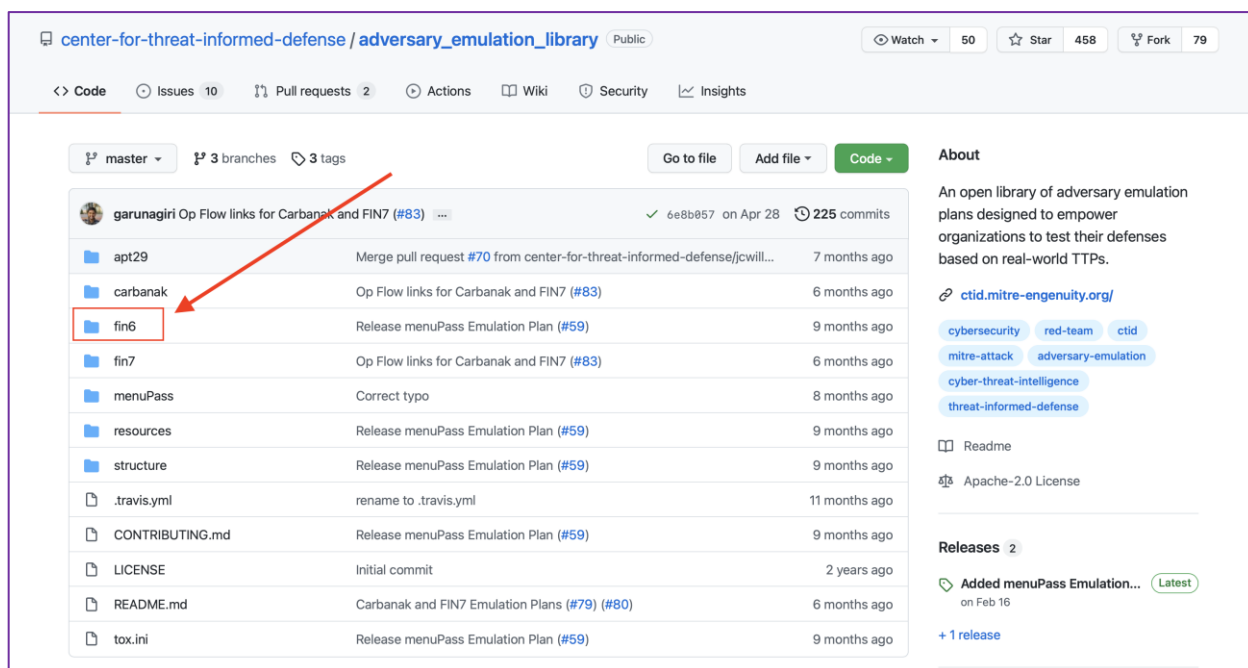 center-for-threat-informed-defense / adversary_emulation_library Public
Watch 50 Star 458 Fork 79
<> Code Issues 10 Pull requests 2 Actions Wiki Security Insights
master 3 branches 3 tags Go to file Add file Code
garunagiri Op Flow links for Carbanak and FIN7 (#83) ... 6e8b057 on Apr 28 225 commits
apt29 Merge pull request #70 from center-for-threat-informed-defense/jcwill... 7 months ago
carbanak Op Flow links for Carbanak and FIN7 (#83) 6 months ago
fin6 Release menuPass Emulation Plan (#59) 9 months ago
fin7 Op Flow links for Carbanak and FIN7 (#83) 6 months ago
menuPass Correct typo 8 months ago
resources Release menuPass Emulation Plan (#59) 9 months ago
structure Release menuPass Emulation Plan (#59) 9 months ago
.travis.yml rename to .travis.yml 11 months ago
CONTRIBUTING.md Release menuPass Emulation Plan (#59) 9 months ago
LICENSE Initial commit 2 years ago
README.md Carbanak and FIN7 Emulation Plans (#79) (#80) 6 months ago
tox.ini Release menuPass Emulation Plan (#59) 9 months ago
About
An open library of adversary emulation
plans designed to empower
organizations to test their defenses
based on real-world TTPs.
ctid.mitre-engenuity.org/
cybersecurity red-team ctid
mitre-attack adversary-emulation
cyber-threat-intelligence
threat-informed-defense
Readme
Apache-2.0 License
Releases 2
Added menuPass Emulation... Latest
on Feb 16
+ 1 release